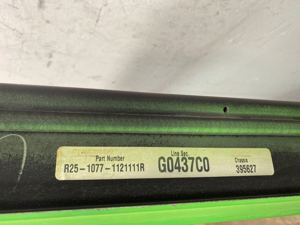 Part Number Line Seq. Chassis
R25-1077-1121111R G0437C0 395627